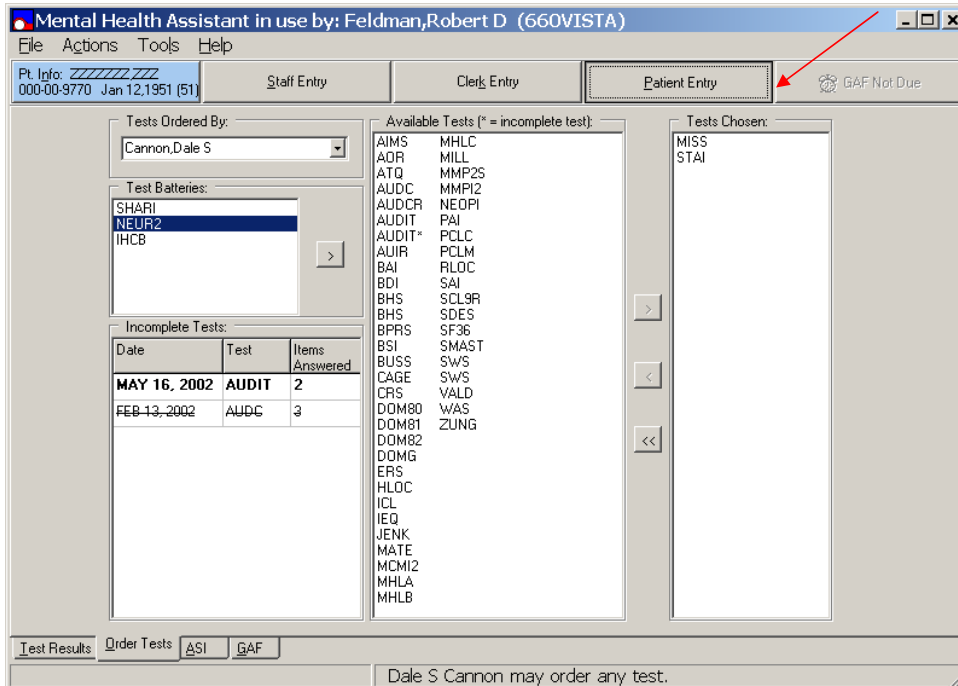 Mental Health Assistant in use by: Feldman,Robert D (660VISTA)
File Actions Tools Help
Pt. Info: ZZZZZZZ,ZZZ
000-00-9770 Jan 12,1951 (51)
Staff Entry
Clerk Entry
Patient Entry
GAF Not Due
Tests Ordered By:
Cannon,Dale S
Test Batteries:
SHARI
NEUR2
IHCB
>
Incomplete Tests:
Date Test Items Answered
MAY 16, 2002 AUDIT 2
FEB 13, 2002 AUDC 3
Available Tests (* = incomplete test):
AIMS MHLC
AOR MILL
ATQ MMP2S
AUDC MMPI2
AUDCR NEOPI
AUDIT PAI
AUDIT* PCLC
AUIR PCLM
BAI RLOC
BDI SAI
BHS SCL9R
BHS SDES
BPRS SF36
BSI SMAST
BUSS SWS
CAGE SWS
CRS VALD
DOM80 WAS
DOM81 ZUNG
DOM82
DOMG
ERS
HLOC
ICL
IEQ
JENK
MATE
MCMI2
MHLA
MHLB
>
<
<<
Tests Chosen:
MISS
STAI
Test Results Order Tests ASI GAF
Dale S Cannon may order any test.